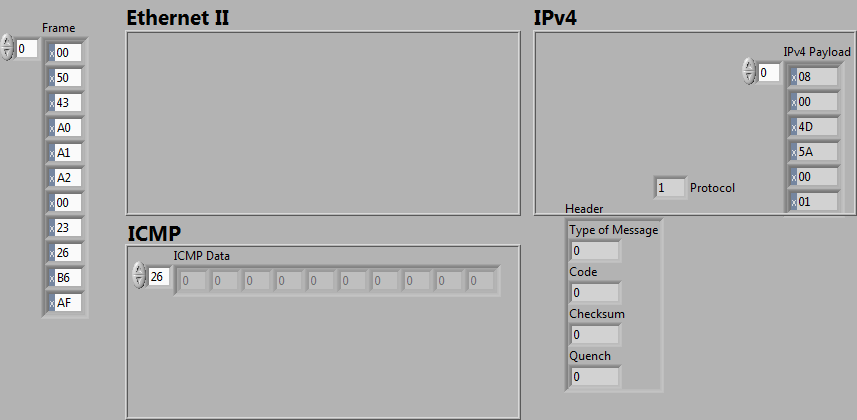 Ethernet II
IPv4
Frame
0
x 00
x 50
x 43
x A0
x A1
x A2
x 00
x 23
x 26
x B6
x AF
IPv4 Payload
0
x 08
x 00
x 4D
x 5A
x 00
x 01
1 Protocol
ICMP
ICMP Data
26 0 0 0 0 0 0 0 0 0 0
Header
Type of Message
0
Code
0
Checksum
0
Quench
0